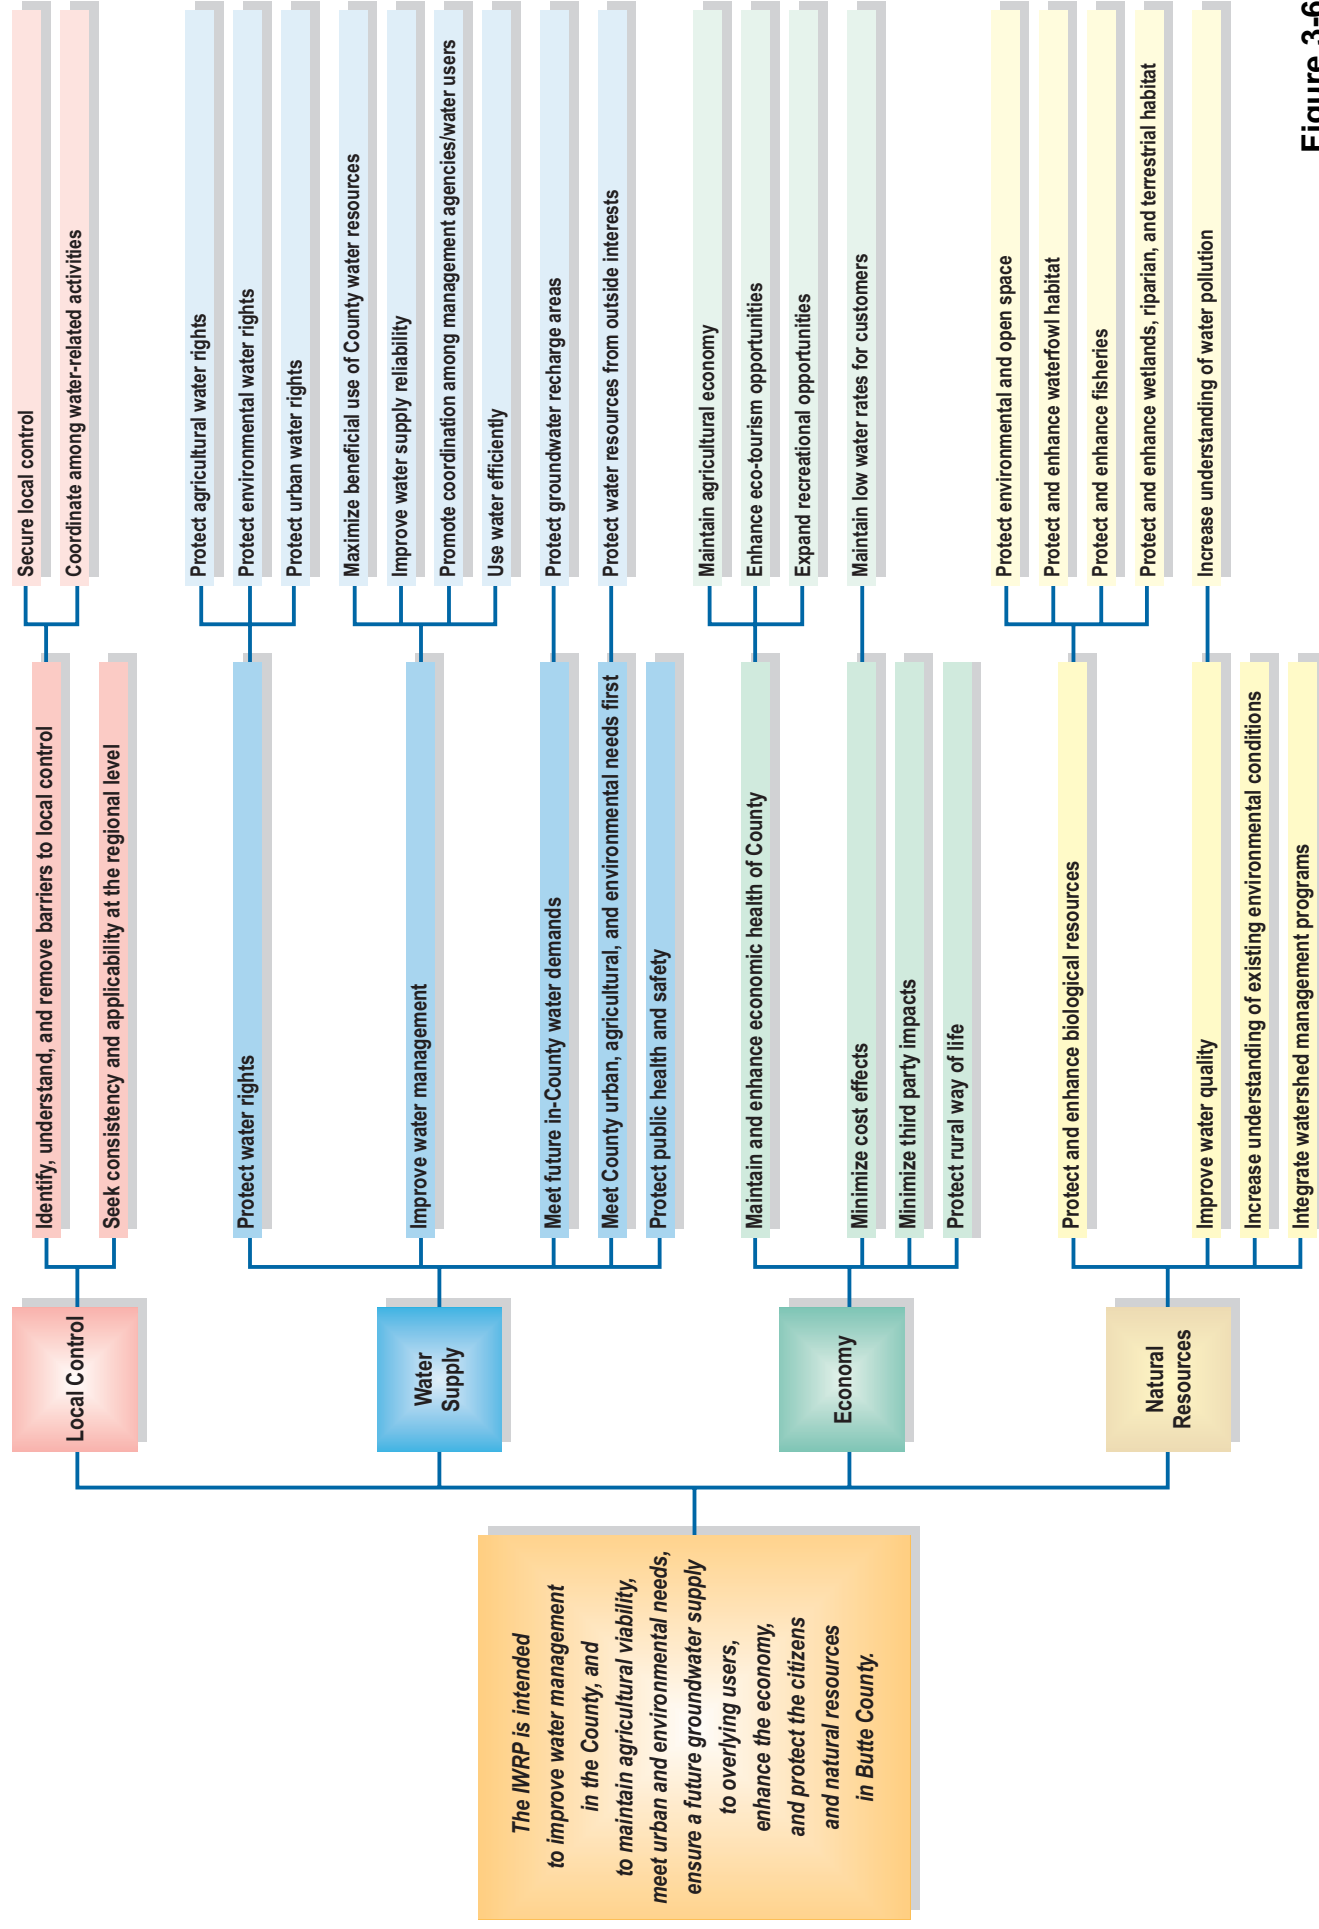 The IWRP is intended
to improve water management
in the County, and
to maintain agricultural viability,
meet urban and environmental needs,
ensure a future groundwater supply
to overlying users,
enhance the economy,
and protect the citizens
and natural resources
in Butte County.
Local Control
Identify, understand, and remove barriers to local control
Secure local control
Coordinate among water-related activities
Seek consistency and applicability at the regional level
Water
Supply
Protect water rights
Protect agricultural water rights
Protect environmental water rights
Protect urban water rights
Improve water management
Maximize beneficial use of County water resources
Improve water supply reliability
Promote coordination among management agencies/water users
Use water efficiently
Meet future in-County water demands
Protect groundwater recharge areas
Meet County urban, agricultural, and environmental needs first
Protect water resources from outside interests
Protect public health and safety
Economy
Maintain and enhance economic health of County
Maintain agricultural economy
Enhance eco-tourism opportunities
Expand recreational opportunities
Minimize cost effects
Maintain low water rates for customers
Minimize third party impacts
Protect rural way of life
Natural
Resources
Protect and enhance biological resources
Protect environmental and open space
Protect and enhance waterfowl habitat
Protect and enhance fisheries
Protect and enhance wetlands, riparian, and terrestrial habitat
Improve water quality
Increase understanding of water pollution
Increase understanding of existing environmental conditions
Integrate watershed management programs
Figure 3-6